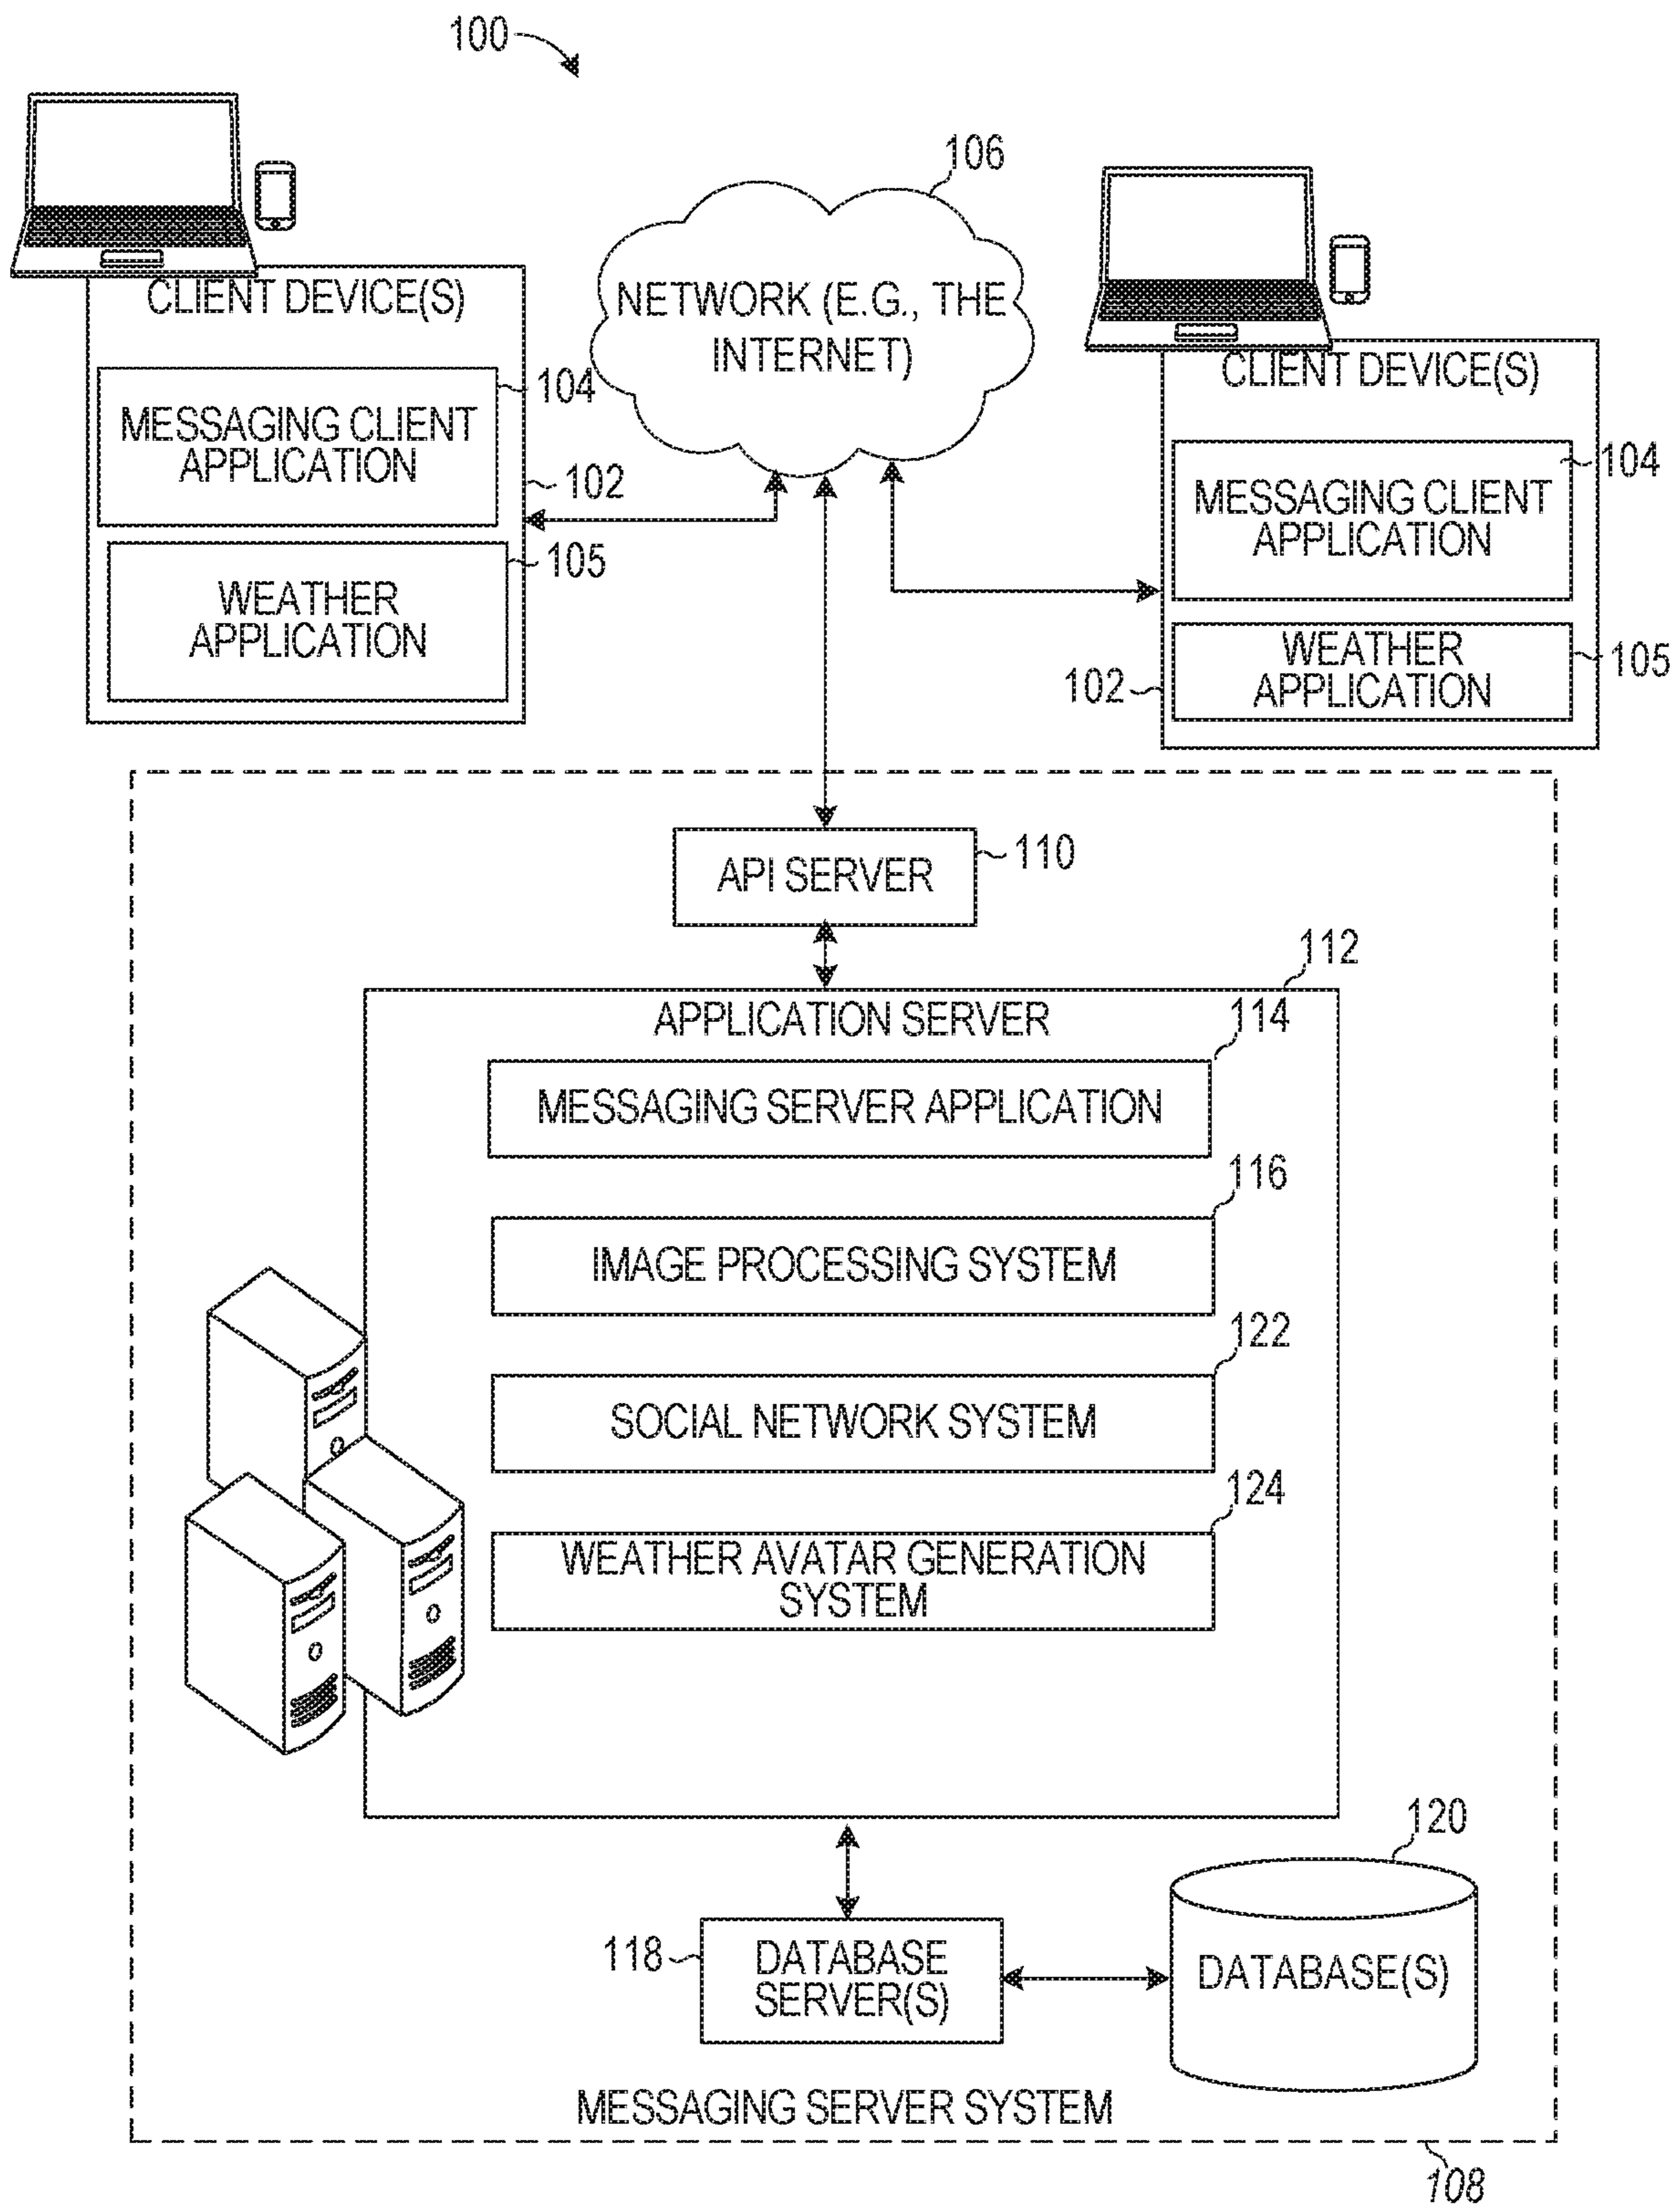 100
106
CLIENT DEVICE(S)
NETWORK (E.G., THE
INTERNET)
CLIENT DEVICE(S)
104
MESSAGING CLIENT
APPLICATION
102
104
MESSAGING CLIENT
APPLICATION
105
WEATHER
APPLICATION
WEATHER
APPLICATION
105
102
API SERVER
110
112
APPLICATION SERVER
114
MESSAGING SERVER APPLICATION
116
IMAGE PROCESSING SYSTEM
122
SOCIAL NETWORK SYSTEM
124
WEATHER AVATAR GENERATION
SYSTEM
120
118
DATABASE
SERVER(S)
DATABASE(S)
MESSAGING SERVER SYSTEM
108